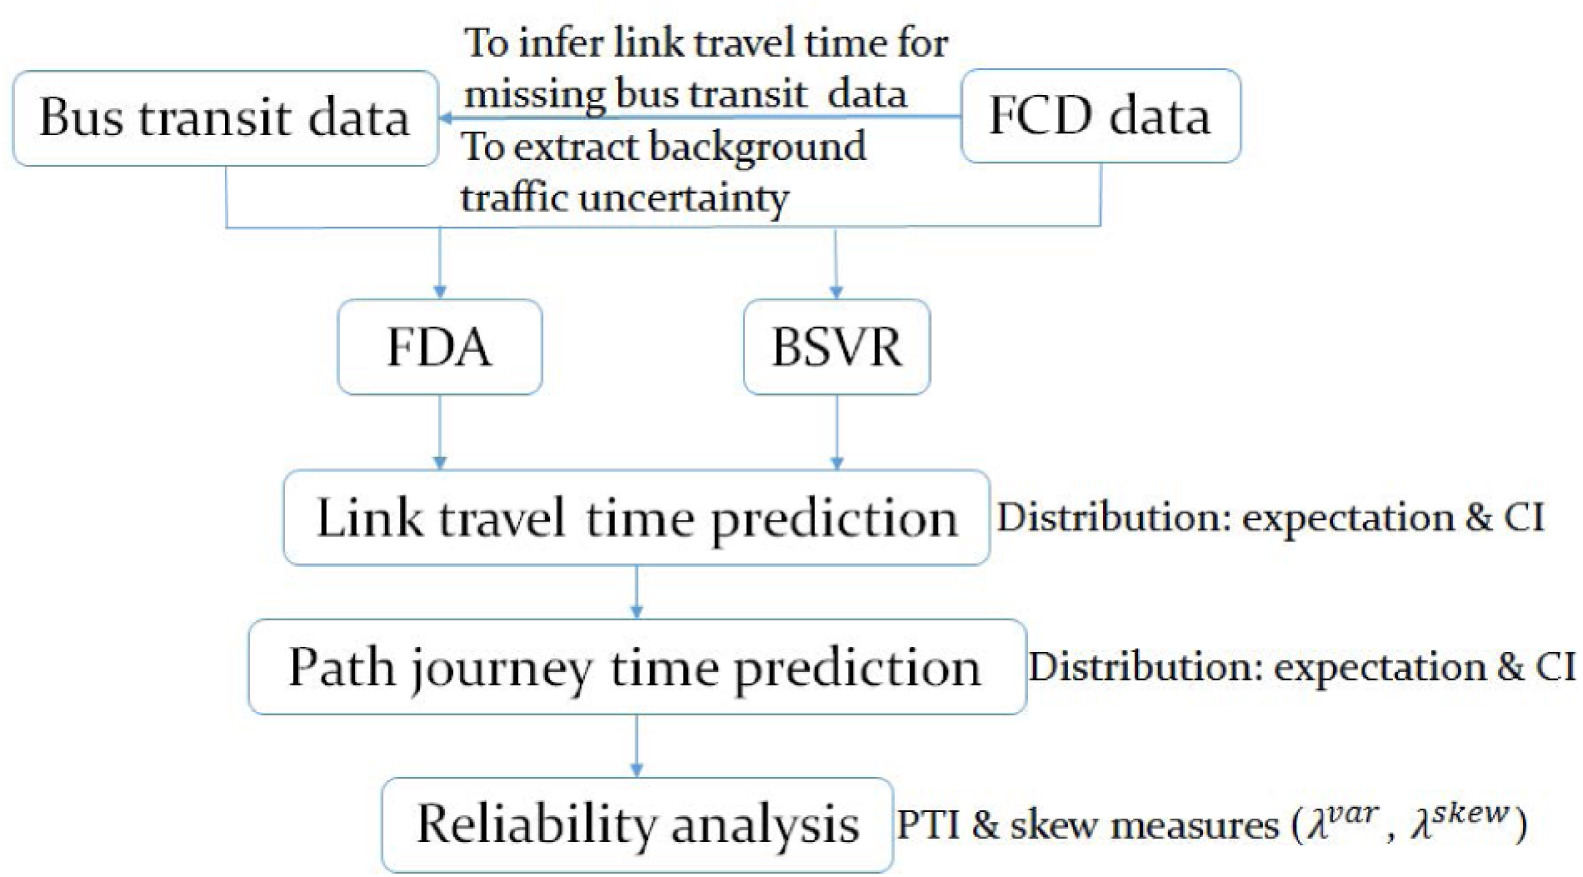 To infer link travel time for
missing bus transit data
Bus transit data
FCD data
To extract background
traffic uncertainty
FDA
BSVR
Link travel time prediction
Distribution: expectation & CI
Path journey time prediction
Distribution: expectation & CI
Reliability analysis
PTI & skew measures (λ^var , λ^skew)